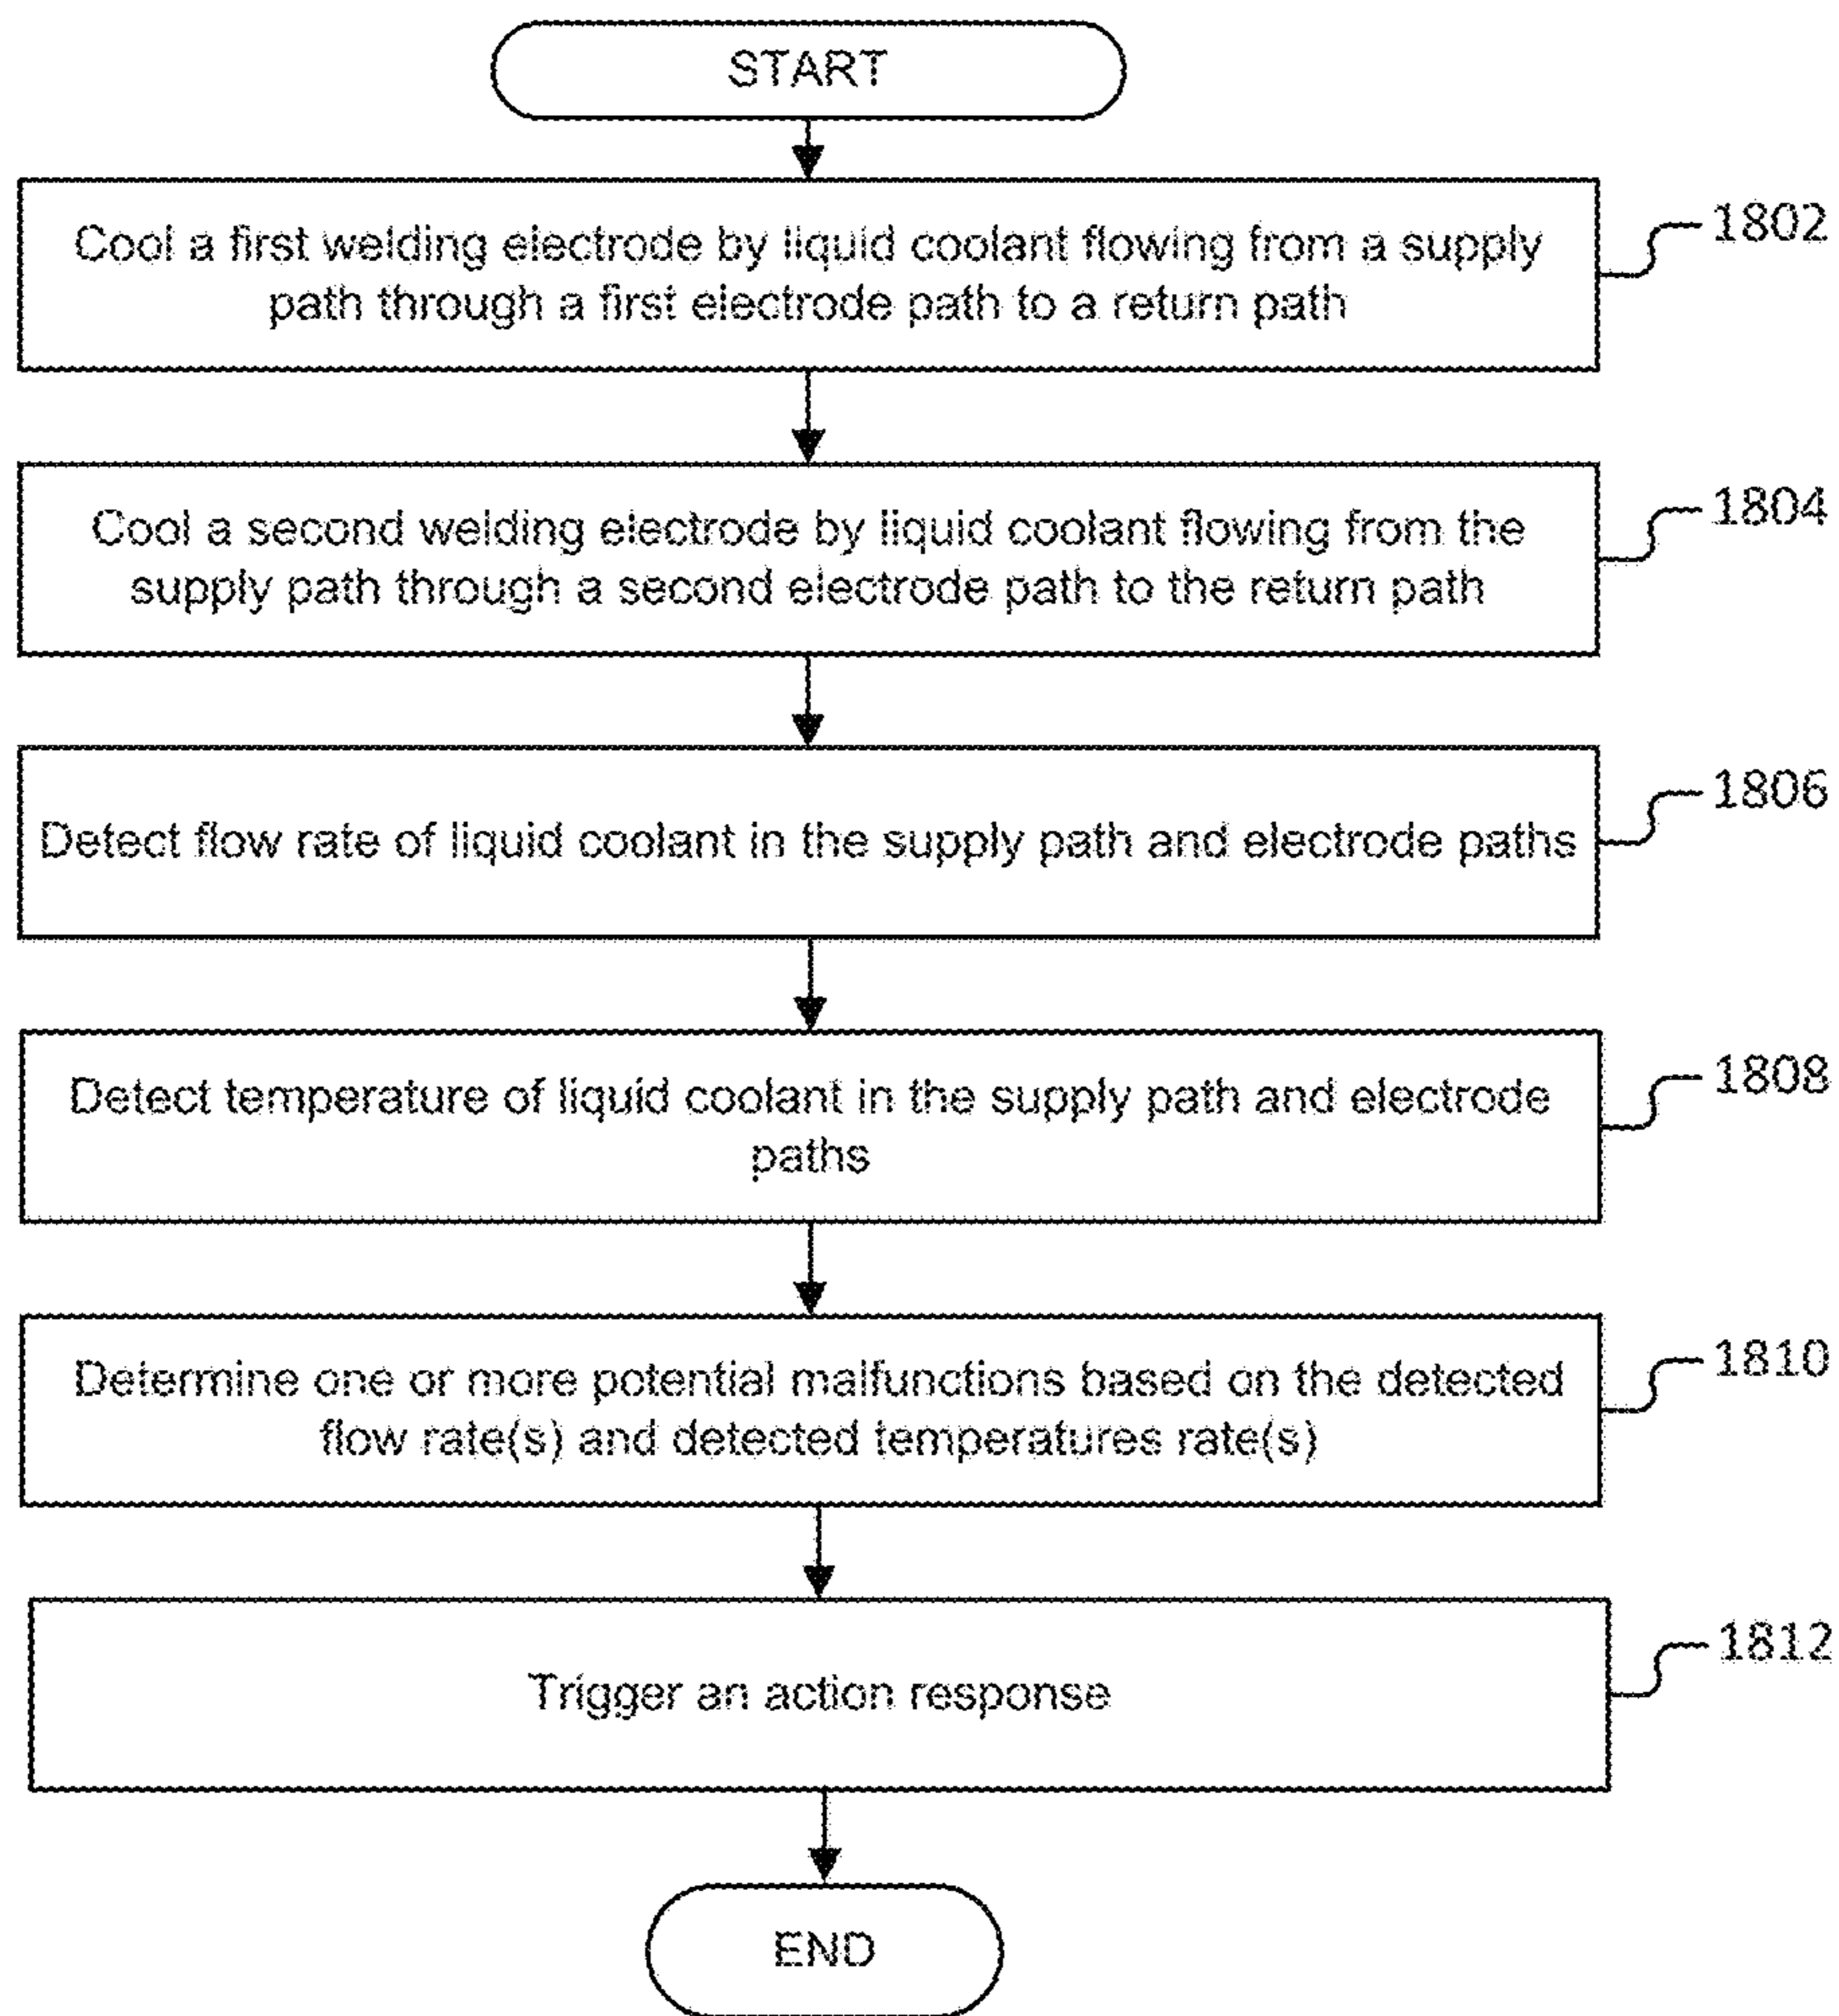 START
Cool a first welding electrode by liquid coolant flowing from a supply
path through a first electrode path to a return path
1802
Cool a second welding electrode by liquid coolant flowing from the
supply path through a second electrode path to the return path
1804
Detect flow rate of liquid coolant in the supply path and electrode paths
1806
Detect temperature of liquid coolant in the supply path and electrode
paths
1808
Determine one or more potential malfunctions based on the detected
flow rate(s) and detected temperatures rate(s)
1810
Trigger an action response
1812
END